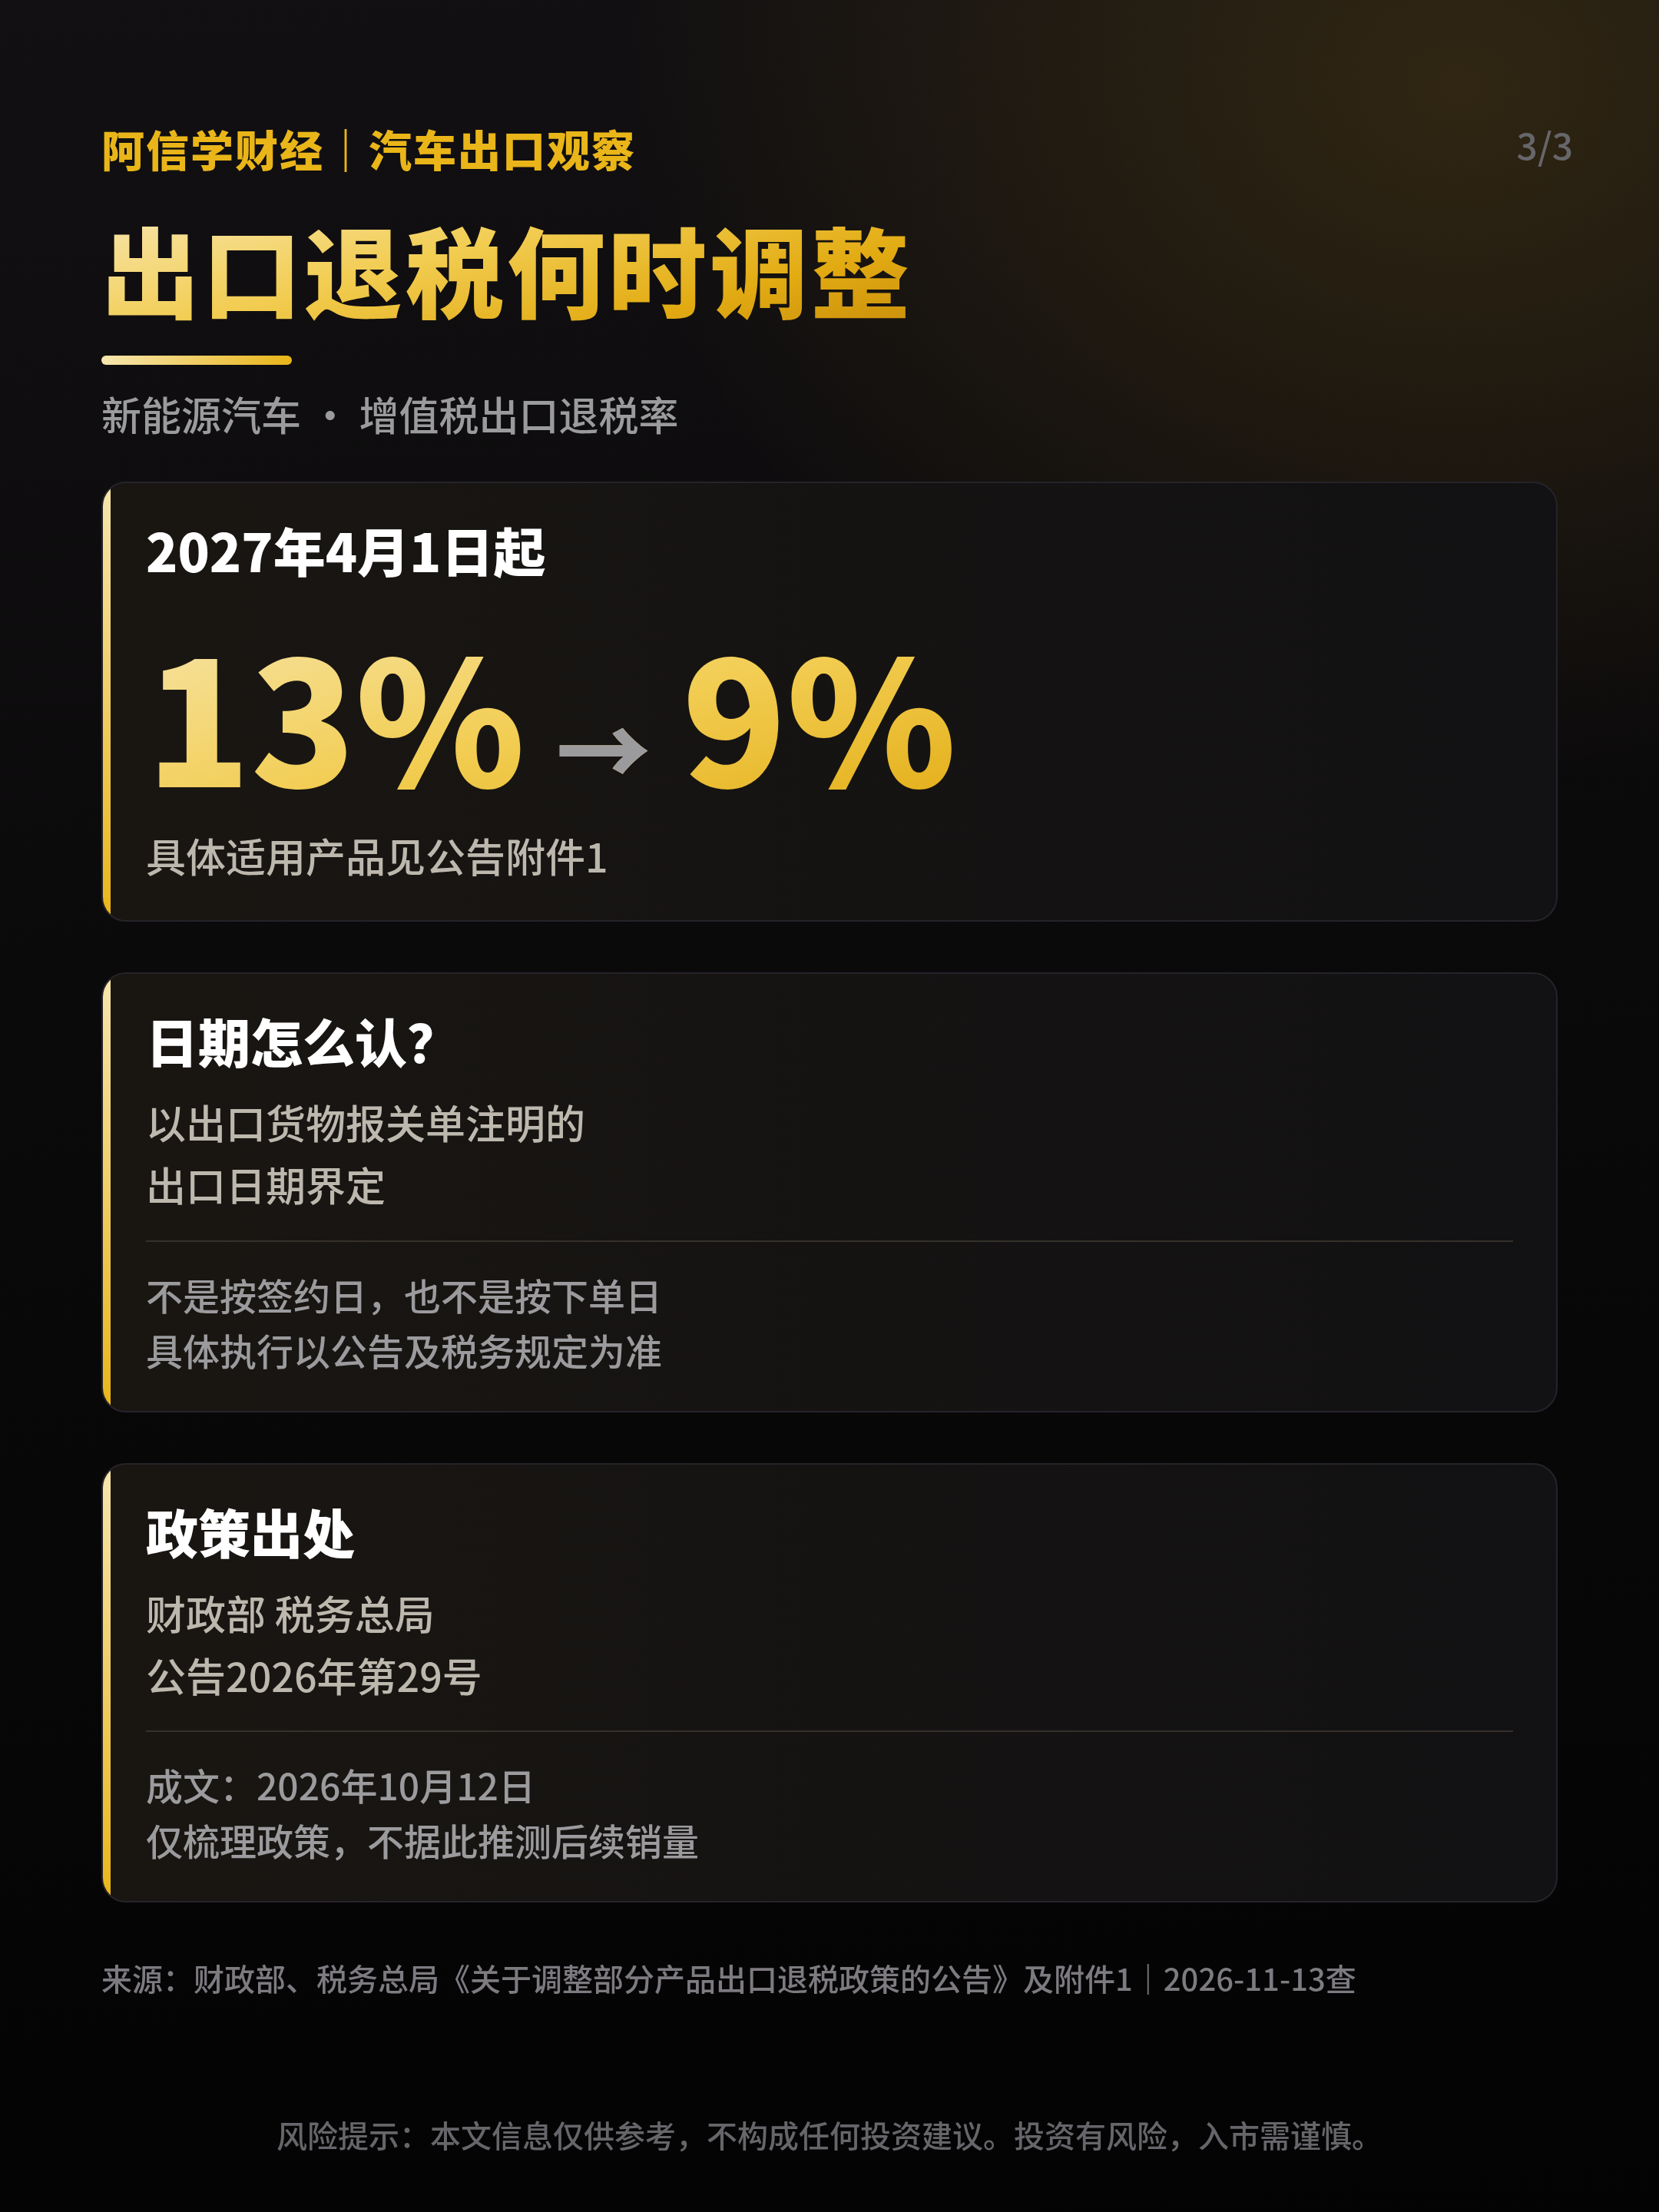 阿信学财经｜汽车出口观察
3/3
出口退税何时调整
新能源汽车 · 增值税出口退税率
2027年4月1日起
13% → 9%
具体适用产品见公告附件1
日期怎么认？
以出口货物报关单注明的
出口日期界定
不是按签约日，也不是按下单日
具体执行以公告及税务规定为准
政策出处
财政部 税务总局
公告2026年第29号
成文：2026年10月12日
仅梳理政策，不据此推测后续销量
来源：财政部、税务总局《关于调整部分产品出口退税政策的公告》及附件1｜2026-11-13查
风险提示：本文信息仅供参考，不构成任何投资建议。投资有风险，入市需谨慎。